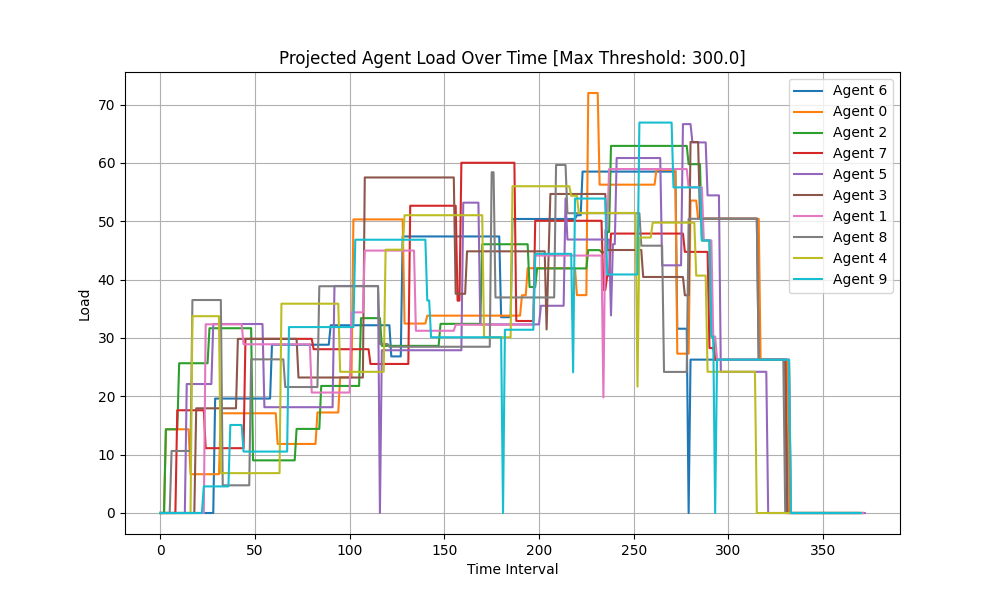 Projected Agent Load Over Time [Max Threshold: 300.0]
Load
70
60
50
40
30
20
10
0
0 50 100 150 200 250 300 350
Time Interval
Agent 6
Agent 0
Agent 2
Agent 7
Agent 5
Agent 3
Agent 1
Agent 8
Agent 4
Agent 9